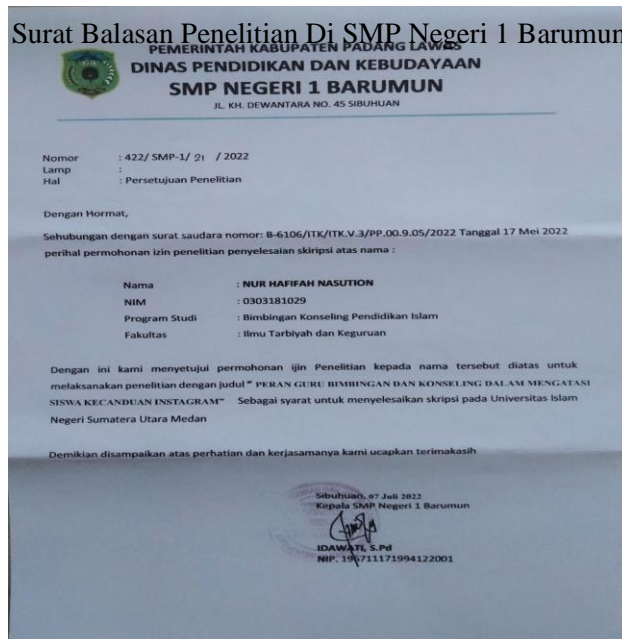 Surat Balasan Penelitian Di SMP Negeri 1 Barumun
PEMERINTAH KABUPATEN PADANG LAWAS
DINAS PENDIDIKAN DAN KEBUDAYAAN
SMP NEGERI 1 BARUMUN
JL. KH. DEWANTARA NO. 45 SIBUHUAN
Nomor : 422/ SMP-1/ 91 / 2022
Lamp :
Hal : Persetujuan Penelitian
Dengan Hormat,
Sehubungan dengan surat saudara nomor: B-6106/ITK/ITK.V.3/PP.00.9.05/2022 Tanggal 17 Mei 2022
perihal permohonan izin penelitian penyelesaian skiripsi atas nama :
Nama : NUR HAFIFAH NASUTION
NIM : 0303181029
Program Studi : Bimbingan Konseling Pendidikan Islam
Fakultas : Ilmu Tarbiyah dan Keguruan
Dengan ini kami menyetujui permohonan ijin Penelitian kepada nama tersebut diatas untuk
melaksanakan penelitian dengan judul " PERAN GURU BIMBINGAN DAN KONSELING DALAM MENGATASI
SISWA KECANDUAN INSTAGRAM" Sebagai syarat untuk menyelesaikan skripsi pada Universitas Islam
Negeri Sumatera Utara Medan
Demikian disampaikan atas perhatian dan kerjasamanya kami ucapkan terimakasih
Sibuhuan, 07 Juli 2022
Kepala SMP Negeri 1 Barumun
IDAWATI, S.Pd
NIP. 196711171994122001